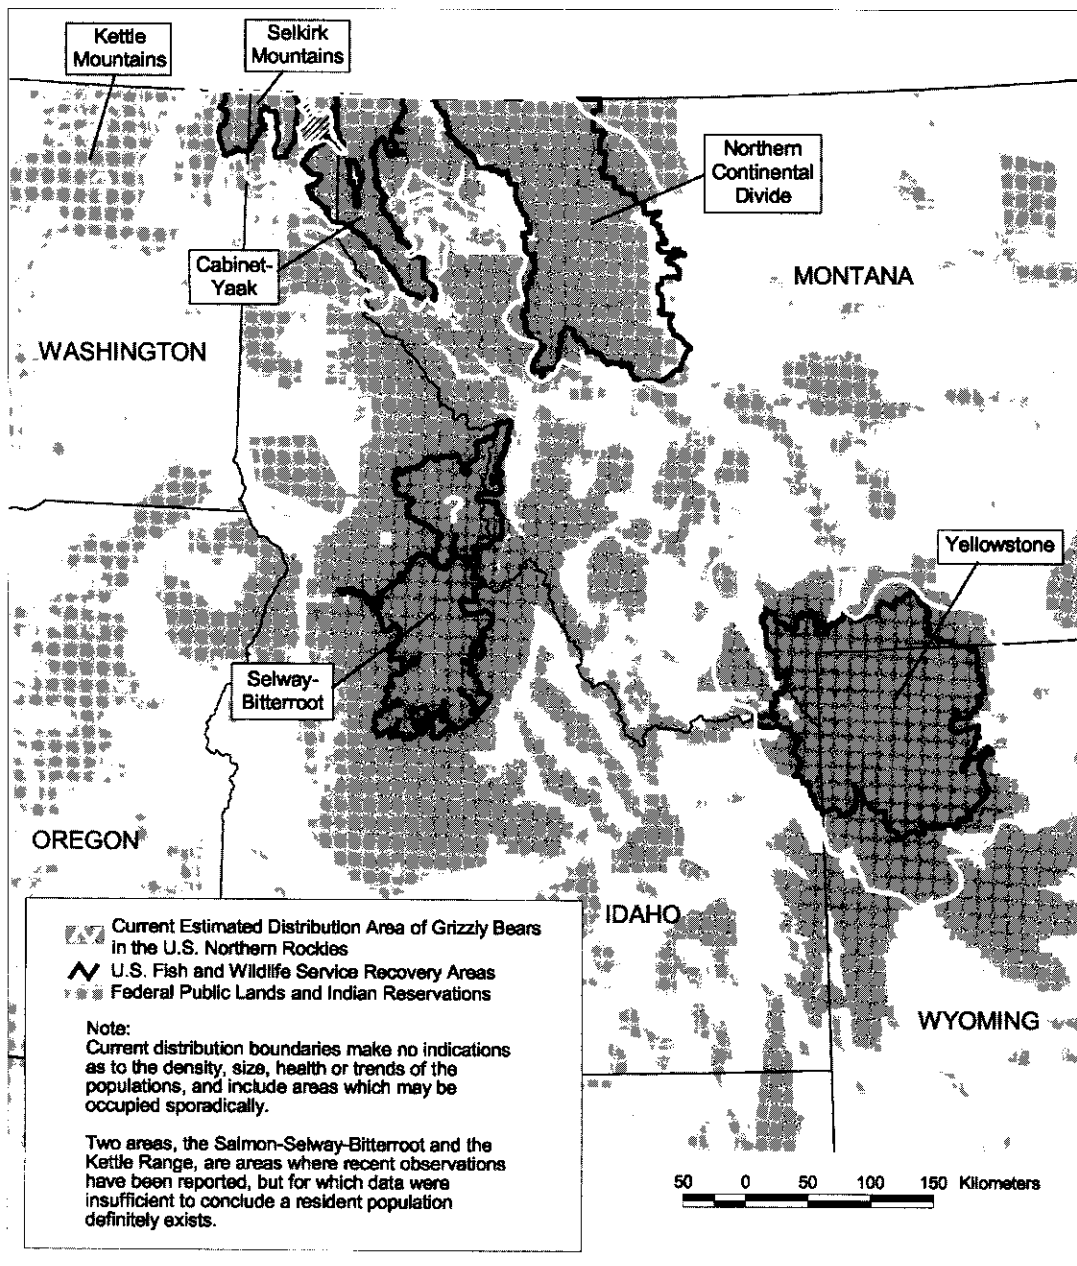 Kettle
Mountains
Selkirk
Mountains
Northern
Continental
Divide
Cabinet-
Yaak
MONTANA
WASHINGTON
?
Yellowstone
Selway-
Bitterroot
OREGON
IDAHO
WYOMING
Current Estimated Distribution Area of Grizzly Bears
in the U.S. Northern Rockies
U.S. Fish and Wildlife Service Recovery Areas
Federal Public Lands and Indian Reservations
Note:
Current distribution boundaries make no indications
as to the density, size, health or trends of the
populations, and include areas which may be
occupied sporadically.
Two areas, the Salmon-Selway-Bitterroot and the
Kettle Range, are areas where recent observations
have been reported, but for which data were
insufficient to conclude a resident population
definitely exists.
50 0 50 100 150 Kilometers